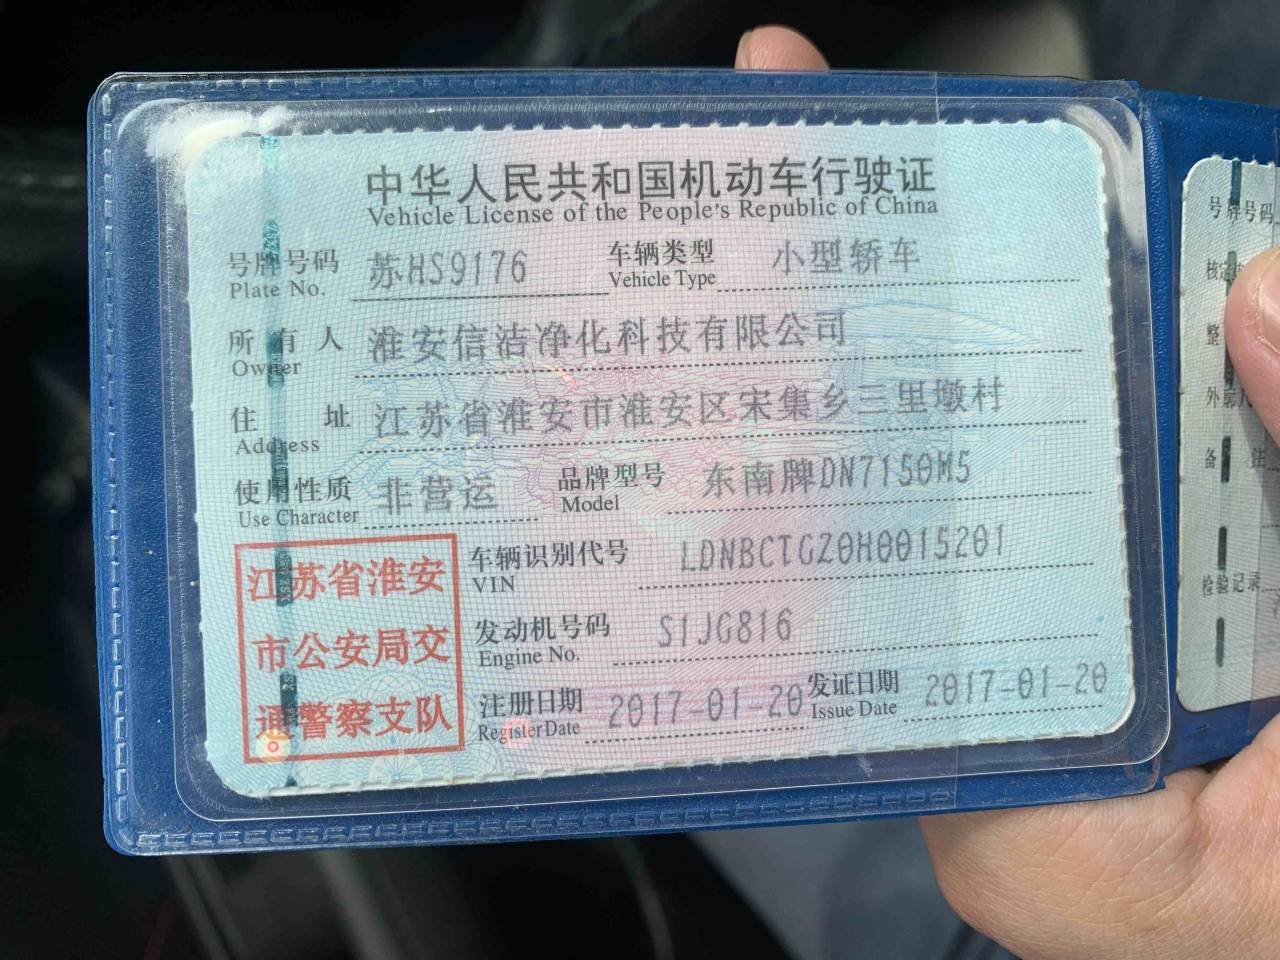 中华人民共和国机动车行驶证
Vehicle License of the People's Republic of China
号牌号码 苏HS9176 车辆类型 小型轿车
Plate No. Vehicle Type
所有人 淮安信洁净化科技有限公司
Owner
住址 江苏省淮安市淮安区宋集乡三里墩村
Address
使用性质 非营运 品牌型号 东南牌DN7150M5
Use Character Model
江苏省淮安
市公安局交
通警察支队
车辆识别代号 LDNBCTGZ0H0015201
VIN
发动机号码 S1JG816
Engine No.
注册日期 2017-01-20 发证日期 2017-01-20
Register Date Issue Date
号牌号码
整
外廓
备注
检验记录